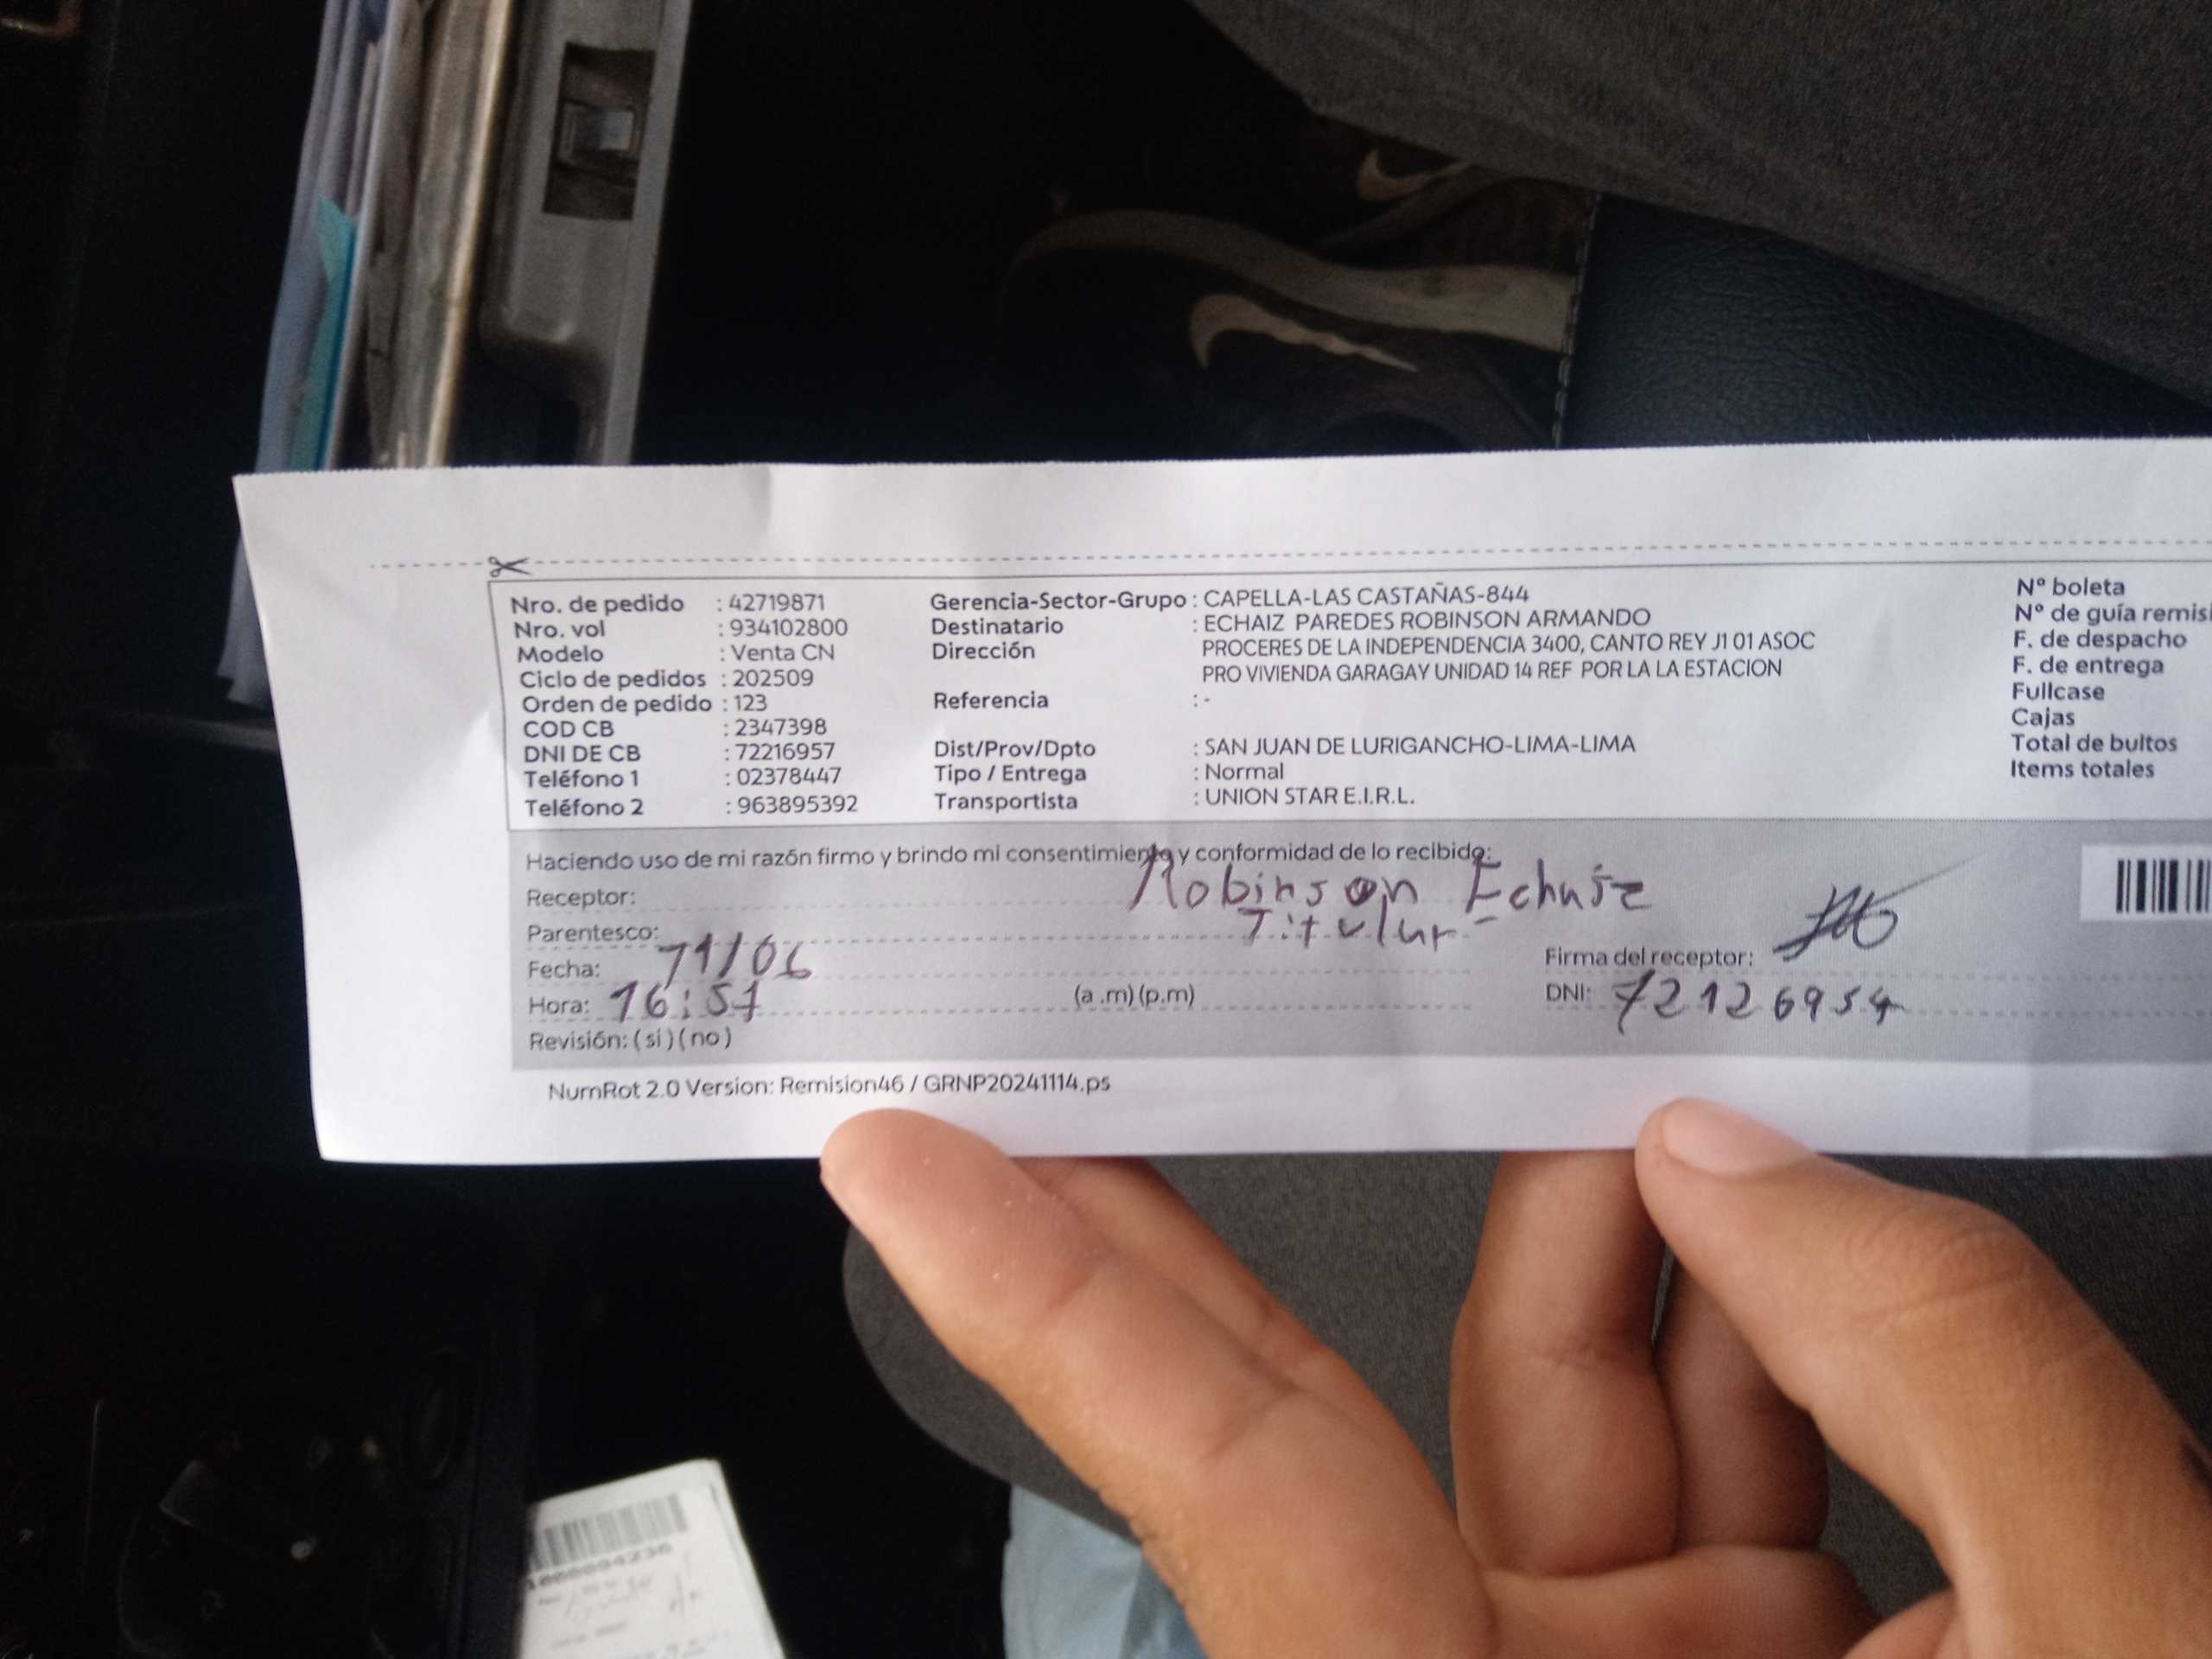 Nro. de pedido : 42719871
Nro. vol : 934102800
Modelo : Venta CN
Ciclo de pedidos : 202509
Orden de pedido : 123
COD CB : 2347398
DNI DE CB : 72216957
Teléfono 1 : 02378447
Teléfono 2 : 963895392
Gerencia-Sector-Grupo : CAPELLA-LAS CASTAÑAS-844
Destinatario : ECHAIZ PAREDES ROBINSON ARMANDO
Dirección PROCERES DE LA INDEPENDENCIA 3400, CANTO REY J1 01 ASOC
PRO VIVIENDA GARAGAY UNIDAD 14 REF POR LA LA ESTACION
Referencia : -
Dist/Prov/Dpto : SAN JUAN DE LURIGANCHO-LIMA-LIMA
Tipo / Entrega : Normal
Transportista : UNION STAR E.I.R.L.
Nº boleta
Nº de guía remisi
F. de despacho
F. de entrega
Fullcase
Cajas
Total de bultos
Items totales
Haciendo uso de mi razón firmo y brindo mi consentimiento y conformidad de lo recibido:
Receptor: Robinson Echaiz
Parentesco: Titular
Fecha: 11/06
Hora: 16:51 (a .m) (p.m)
Revisión: ( si ) ( no )
Firma del receptor:
DNI: 72126954
NumRot 2.0 Version: Remision46 / GRNP20241114.ps